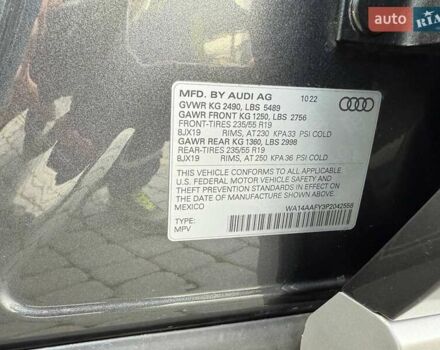 AUTO RIA
MFD. BY AUDI AG 10 22
GVWR KG 2490, LBS 5489
GAWR FRONT KG 1250, LBS 2756
FRONT-TIRES 235/55 R19
8JX19 RIMS, AT 230 KPA 33 PSI COLD
GAWR REAR KG 1360, LBS 2998
REAR-TIRES 235/55 R19
8JX19 RIMS, AT 250 KPA 36 PSI COLD
THIS VEHICLE CONFORMS TO ALL APPLICABLE
U.S. FEDERAL MOTOR VEHICLE SAFETY AND
THEFT PREVENTION STANDARDS IN EFFECT ON
THE DATE OF MANUFACTURE SHOWN ABOVE.
MEXICO WA14AAFY3P2042558
TYPE:
MPV